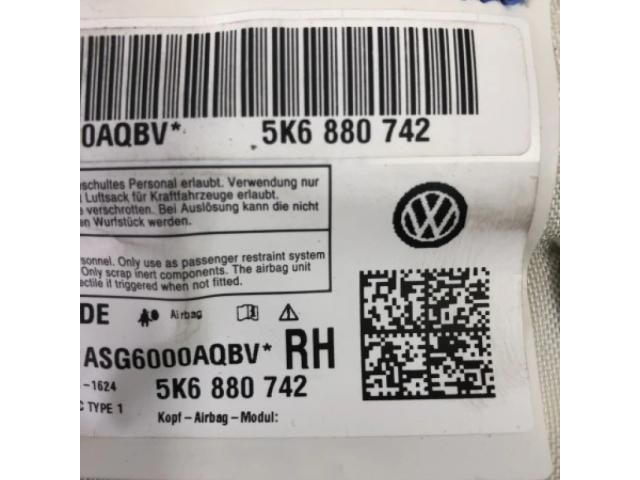 0AQBV* 5K6 880 742
schultes Personal erlaubt. Verwendung nur
Luftsack für Kraftfahrzeuge erlaubt.
verschrotten. Bei Auslösung kann die nicht
en Wurfstück werden.
sonnel. Only use as passenger restraint system
Only scrap inert components. The airbag unit
ectile if triggered when not fitted.
DE Airbag
ASG6000AQBV* RH
-1624 5K6 880 742
C TYPE 1 Kopf-Airbag-Modul: